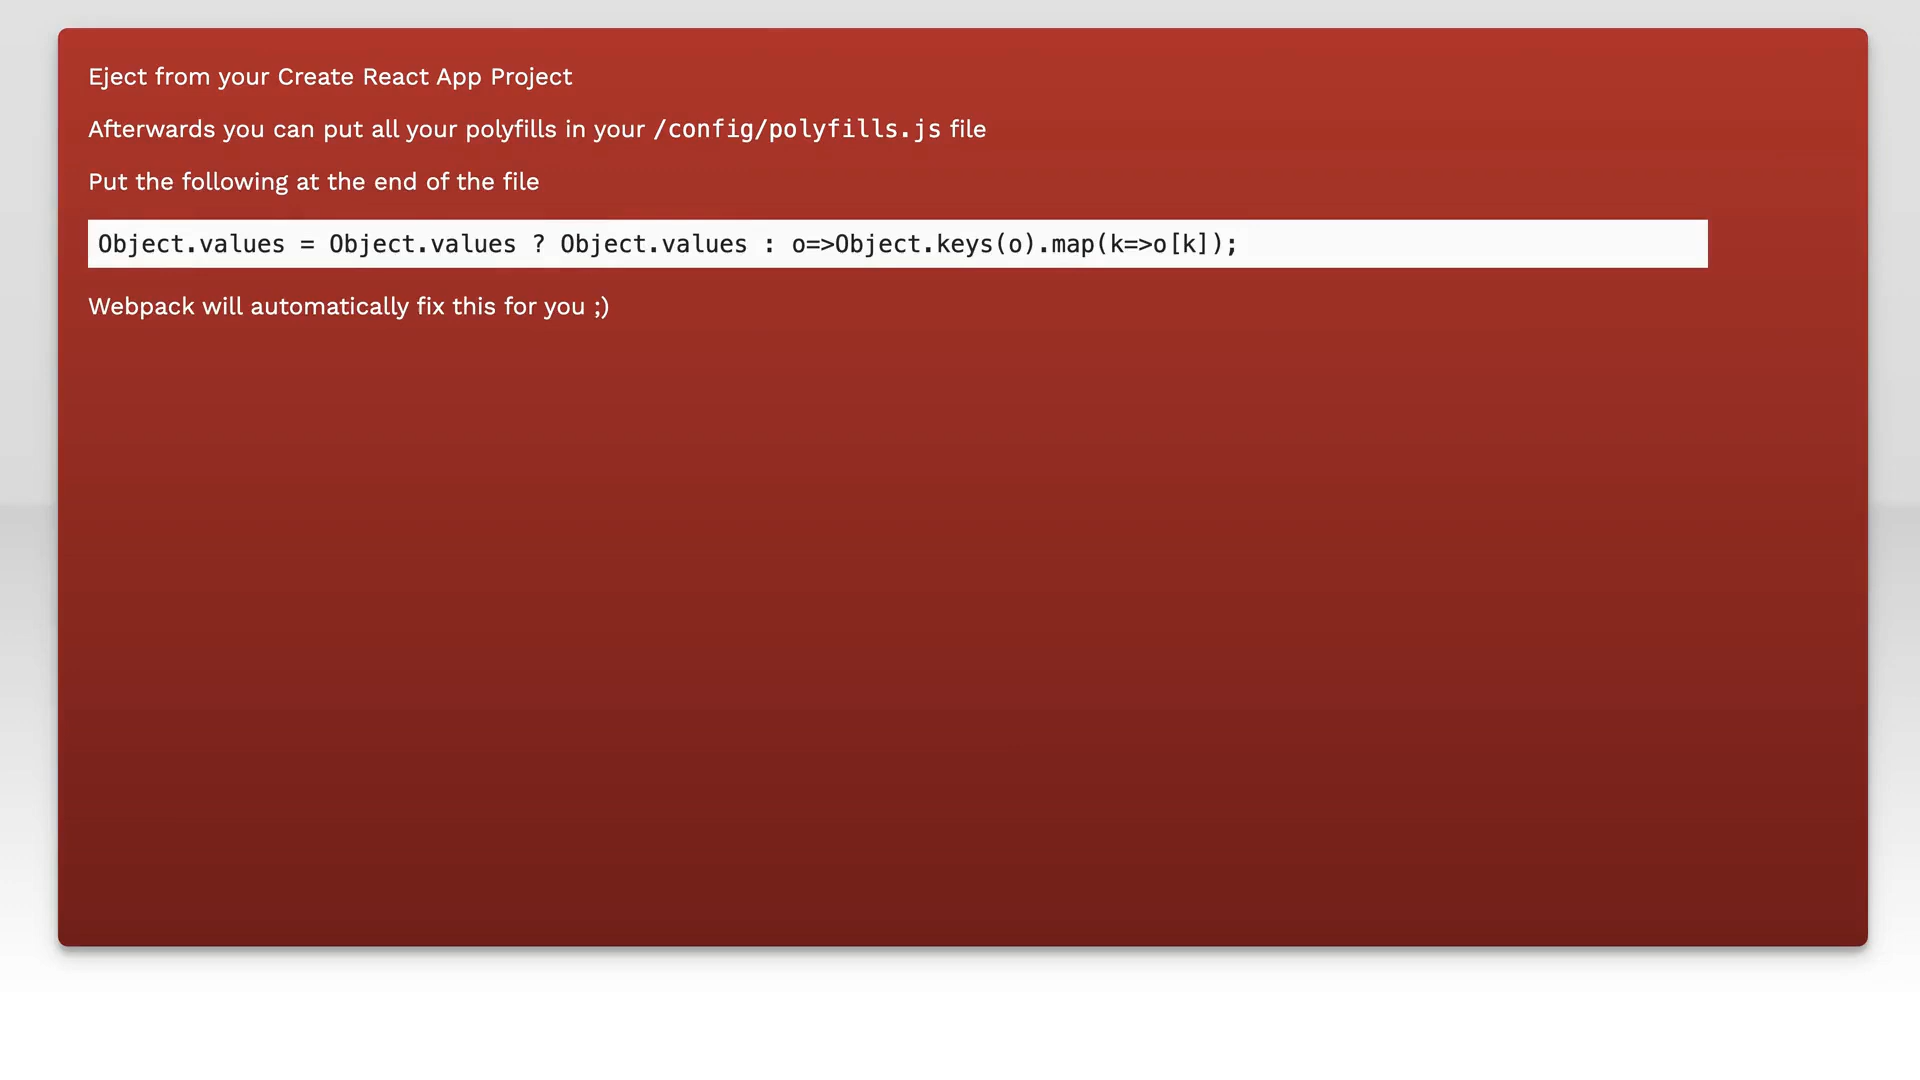 Eject from your Create React App Project
Afterwards you can put all your polyfills in your /config/polyfills.js file
Put the following at the end of the file
Object.values = Object.values ? Object.values : o=>Object.keys(o).map(k=>o[k]);
Webpack will automatically fix this for you ;)